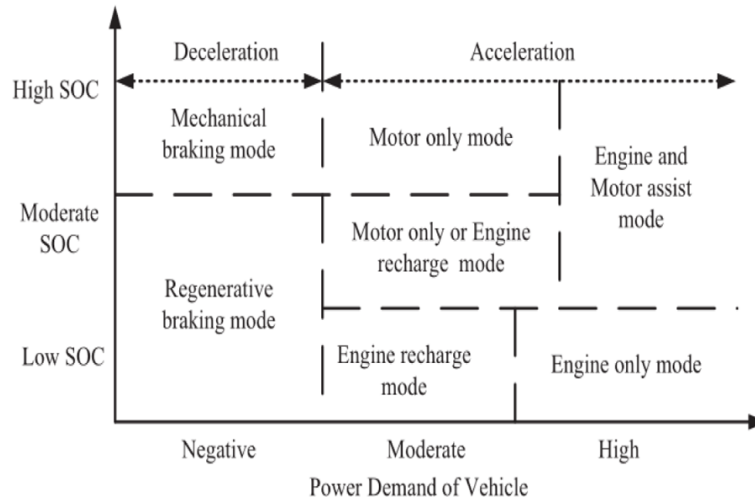 Deceleration
Acceleration
High SOC
Mechanical
braking mode
Motor only mode
Engine and
Motor assist
mode
Moderate
SOC
Motor only or Engine
recharge mode
Regenerative
braking mode
Low SOC
Engine recharge
mode
Engine only mode
Negative
Moderate
High
Power Demand of Vehicle